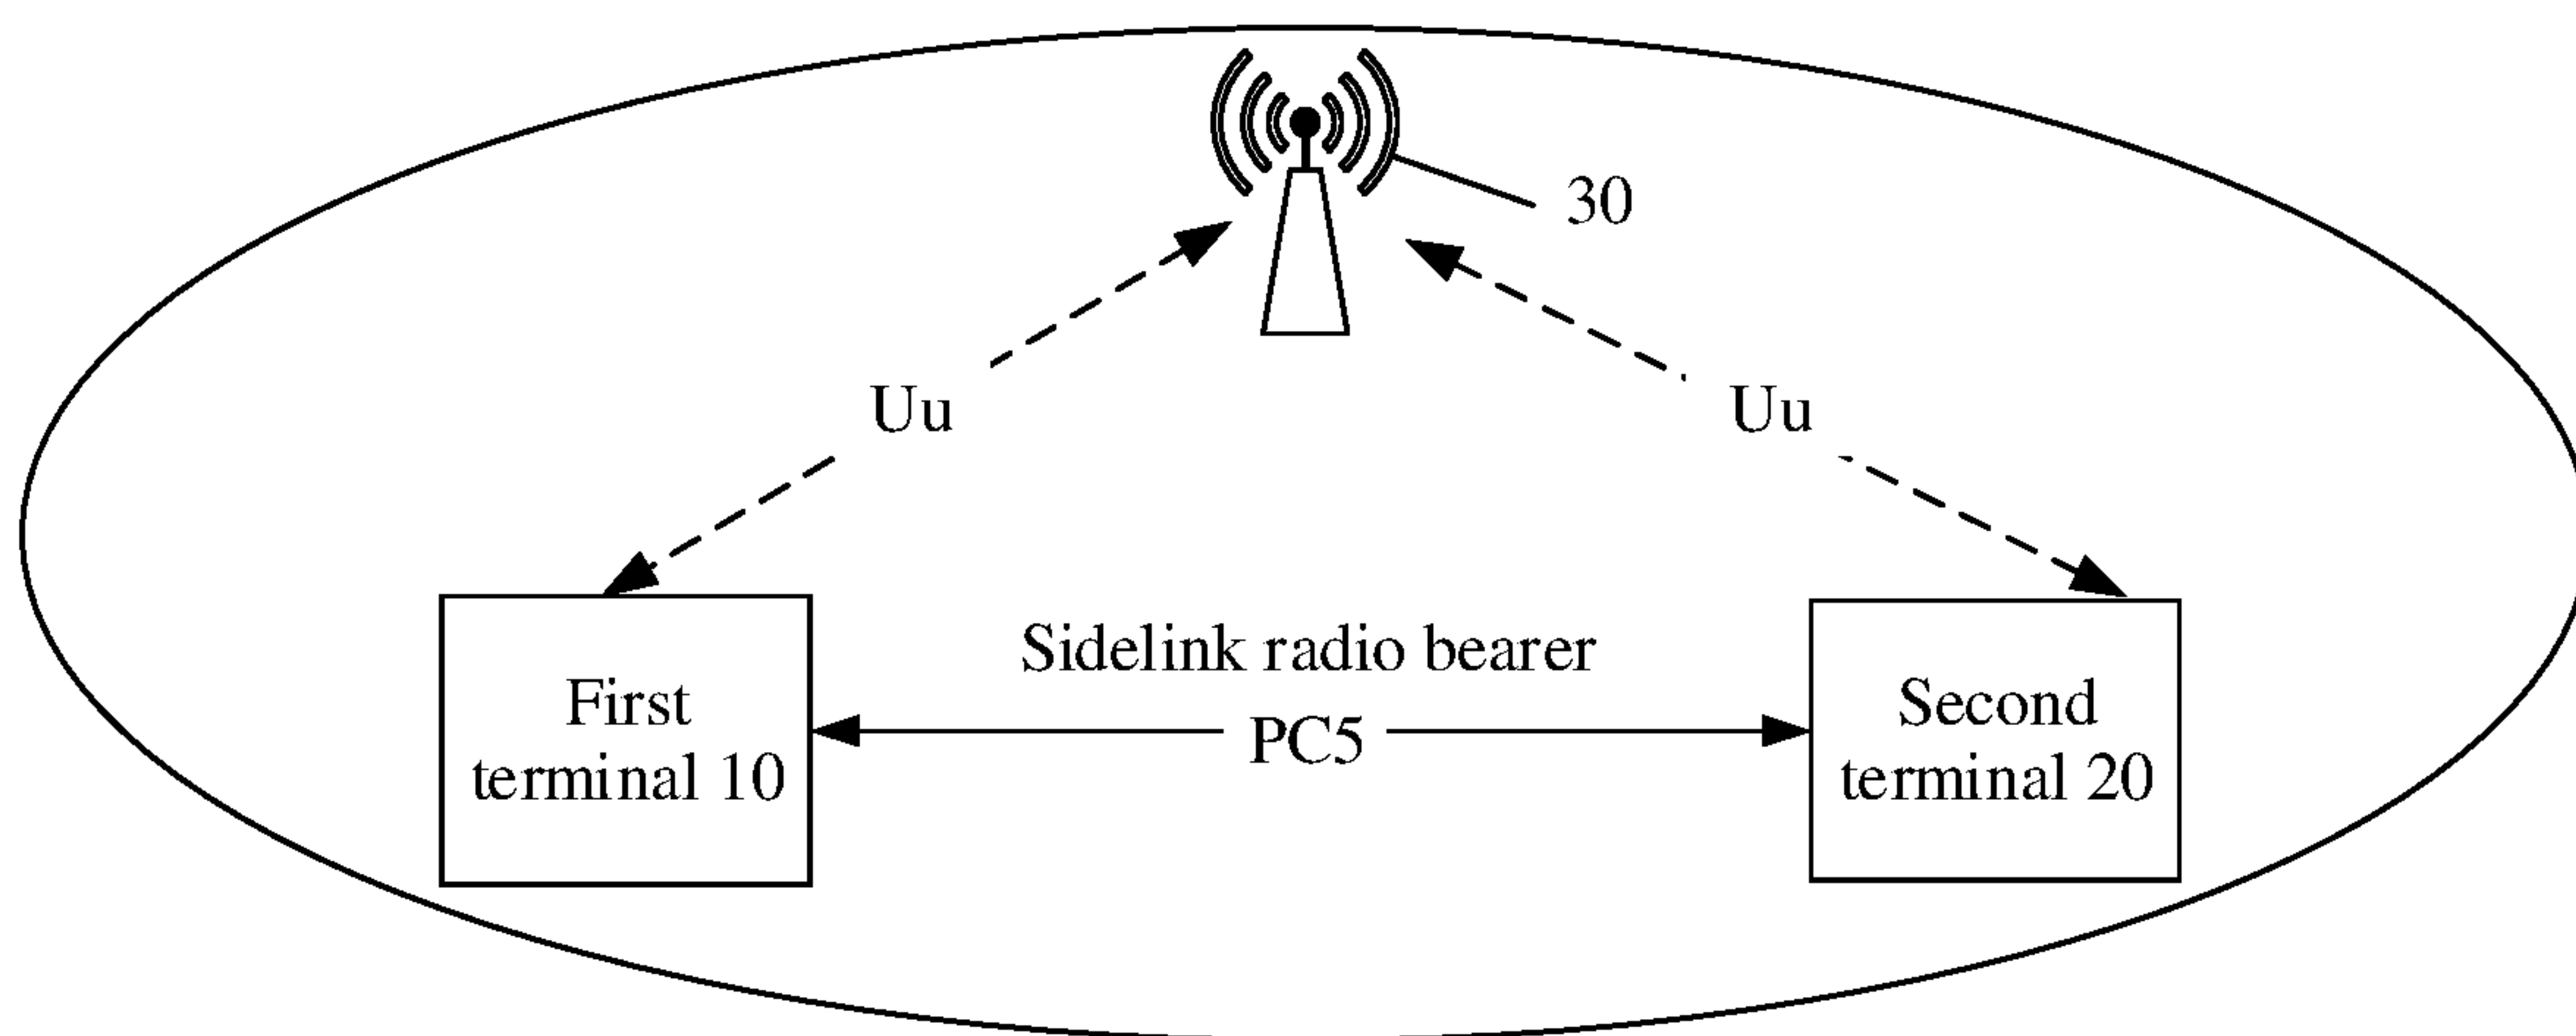 30
Uu
Uu
Sidelink radio bearer
PC5
First
terminal 10
Second
terminal 20